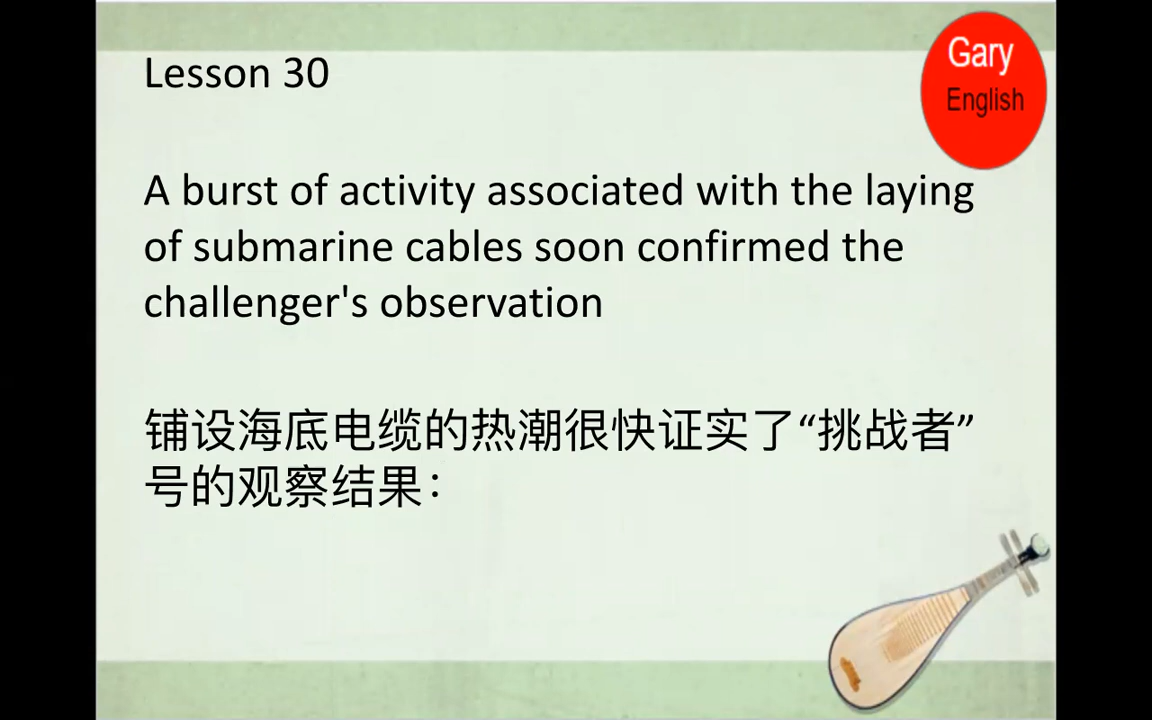 Lesson 30
Gary
English
A burst of activity associated with the laying
of submarine cables soon confirmed the
challenger's observation
铺设海底电缆的热潮很快证实了“挑战者”
号的观察结果：